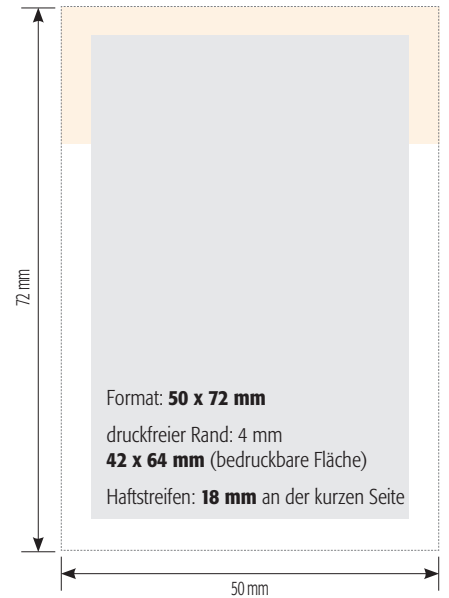 72 mm
Format: 50 x 72 mm
druckfreier Rand: 4 mm
42 x 64 mm (bedruckbare Fläche)
Haftstreifen: 18 mm an der kurzen Seite
50 mm